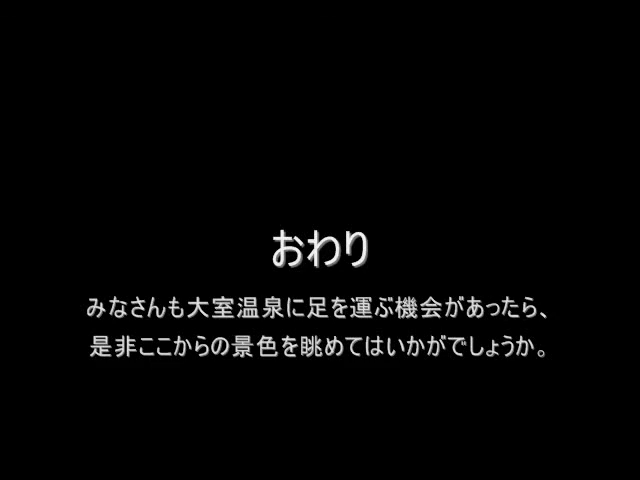 おわり
みなさんも大室温泉に足を運ぶ機会があったら、
是非ここからの景色を眺めてはいかがでしょうか。